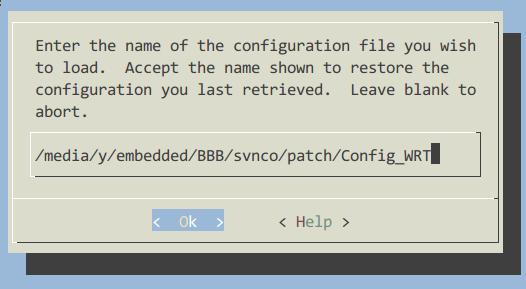 Enter the name of the configuration file you wish
to load.  Accept the name shown to restore the
configuration you last retrieved.  Leave blank to
abort.
/media/y/embedded/BBB/svnco/patch/Config_WRT
<  Ok  >      < Help >